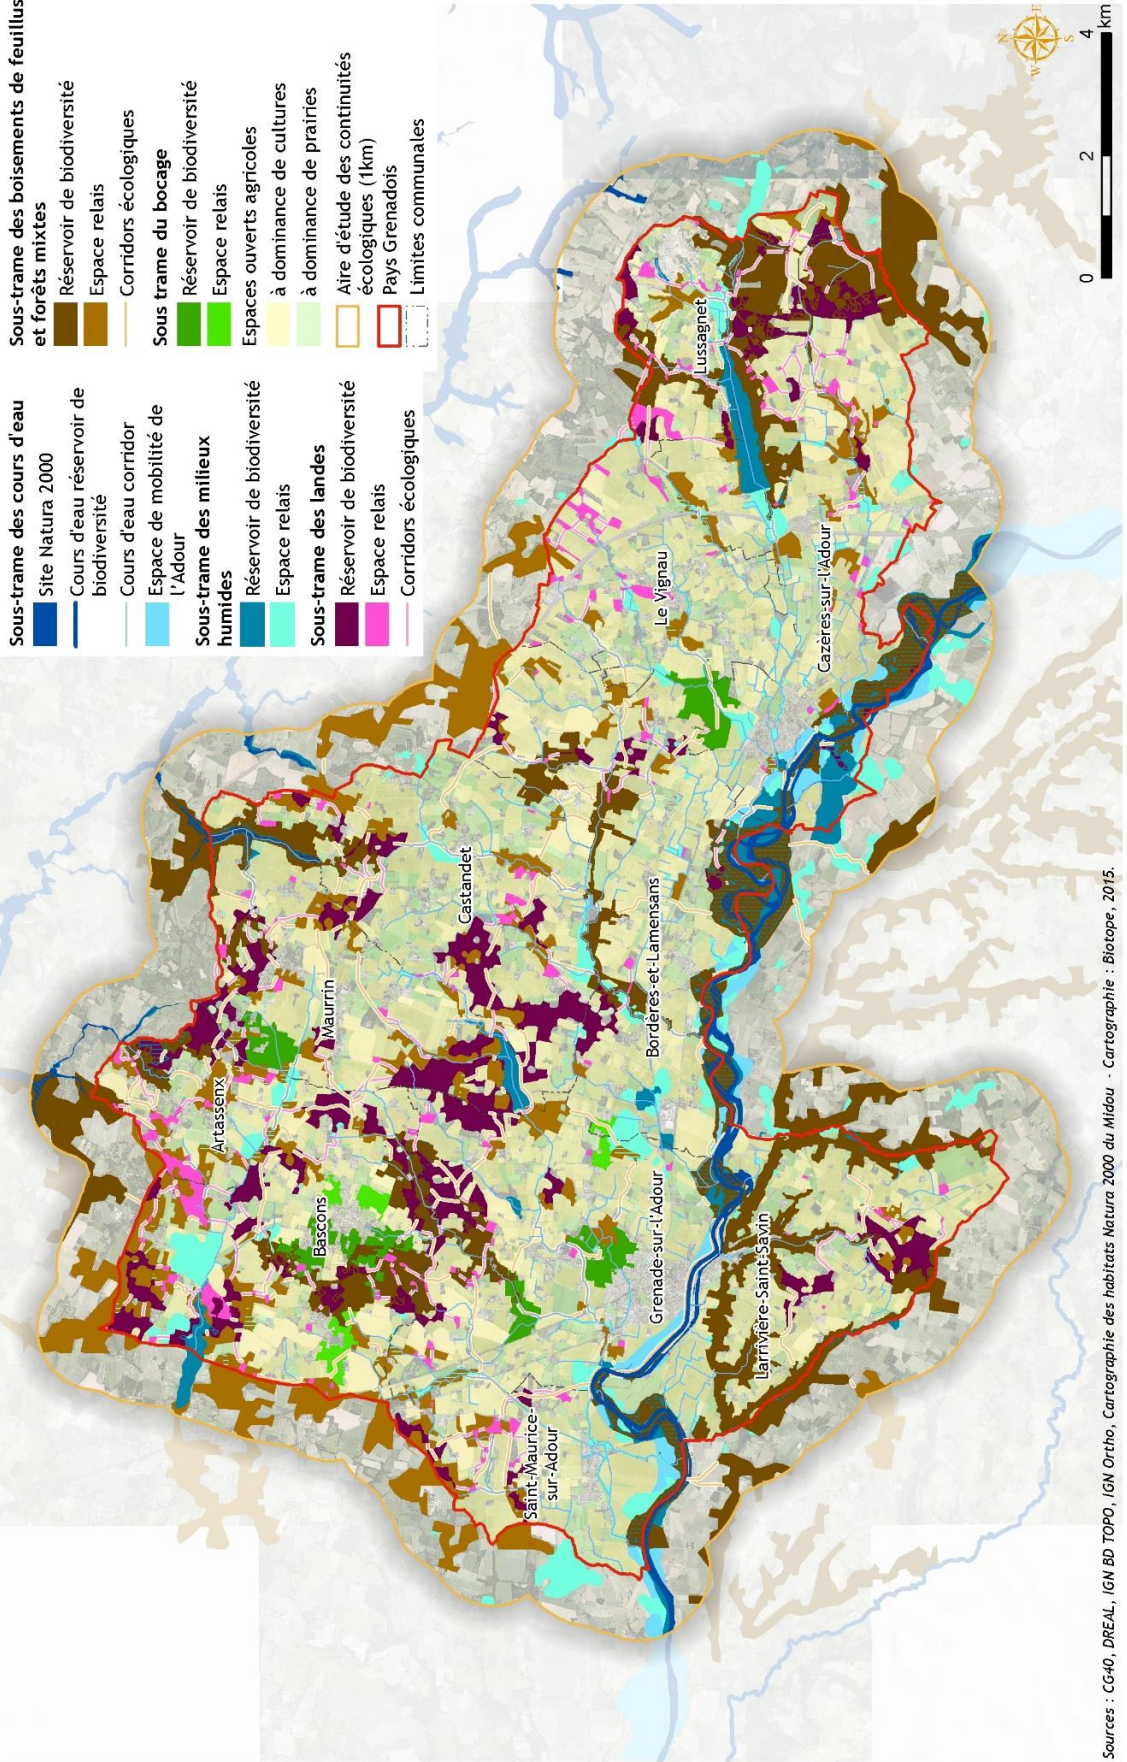 Sous-trame des cours d'eau
Site Natura 2000
Cours d'eau réservoir de
biodiversité
Cours d'eau corridor
Espace de mobilité de
l'Adour
Sous-trame des milieux
humides
Réservoir de biodiversité
Espace relais
Sous-trame des landes
Réservoir de biodiversité
Espace relais
Corridors écologiques
Sous-trame des boisements de feuillus
et forêts mixtes
Réservoir de biodiversité
Espace relais
Corridors écologiques
Sous trame du bocage
Réservoir de biodiversité
Espace relais
Espaces ouverts agricoles
à dominance de cultures
à dominance de prairies
Aire d'étude des continuités
écologiques (1km)
Pays Grenadois
Limites communales
Artassenx
Maurrin
Bascons
Castandet
Saint-Maurice-
sur-Adour
Grenade-sur-l'Adour
Bordères-et-Lamensans
Le Vignau
Lussagnet
Larrivière-Saint-Savin
Cazères-sur-l'Adour
N
W
E
S
0
2
4
km
Sources : CG40, DREAL, IGN BD TOPO, IGN Ortho, Cartographie des habitats Natura 2000 du Midou - Cartographie : Biotope, 2015.